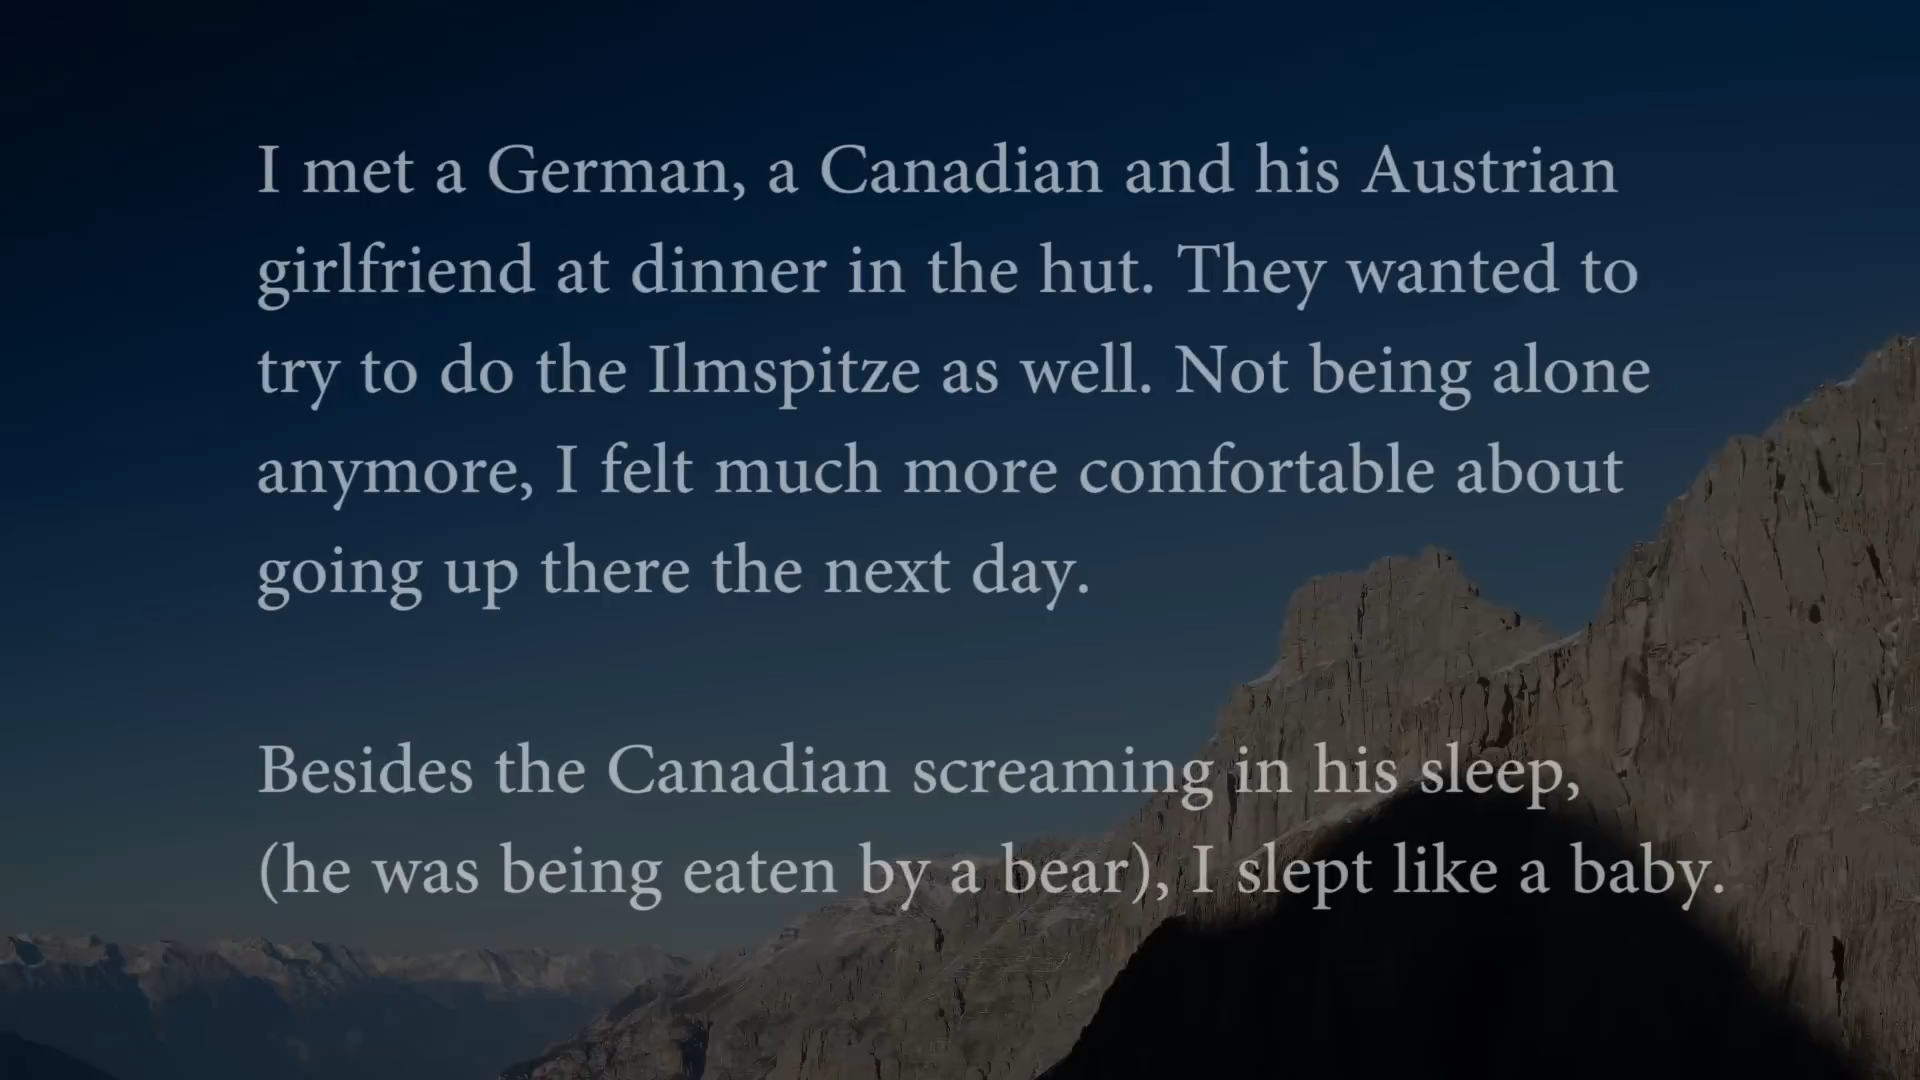 I met a German, a Canadian and his Austrian
girlfriend at dinner in the hut. They wanted to
try to do the Ilmspitze as well. Not being alone
anymore, I felt much more comfortable about
going up there the next day.
Besides the Canadian screaming in his sleep,
(he was being eaten by a bear), I slept like a baby.